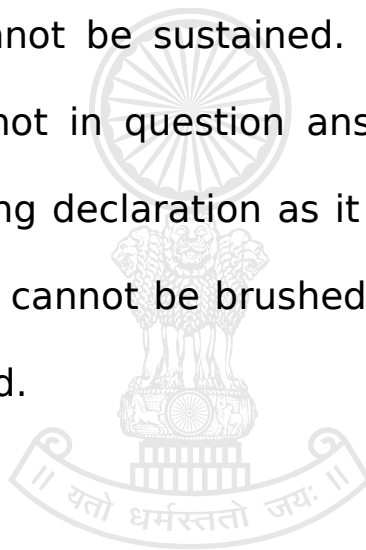 nnot be sustained.
not in question ans
ng declaration as it
cannot be brushed
d.
॥ यतो धर्मस्ततो जयः ॥